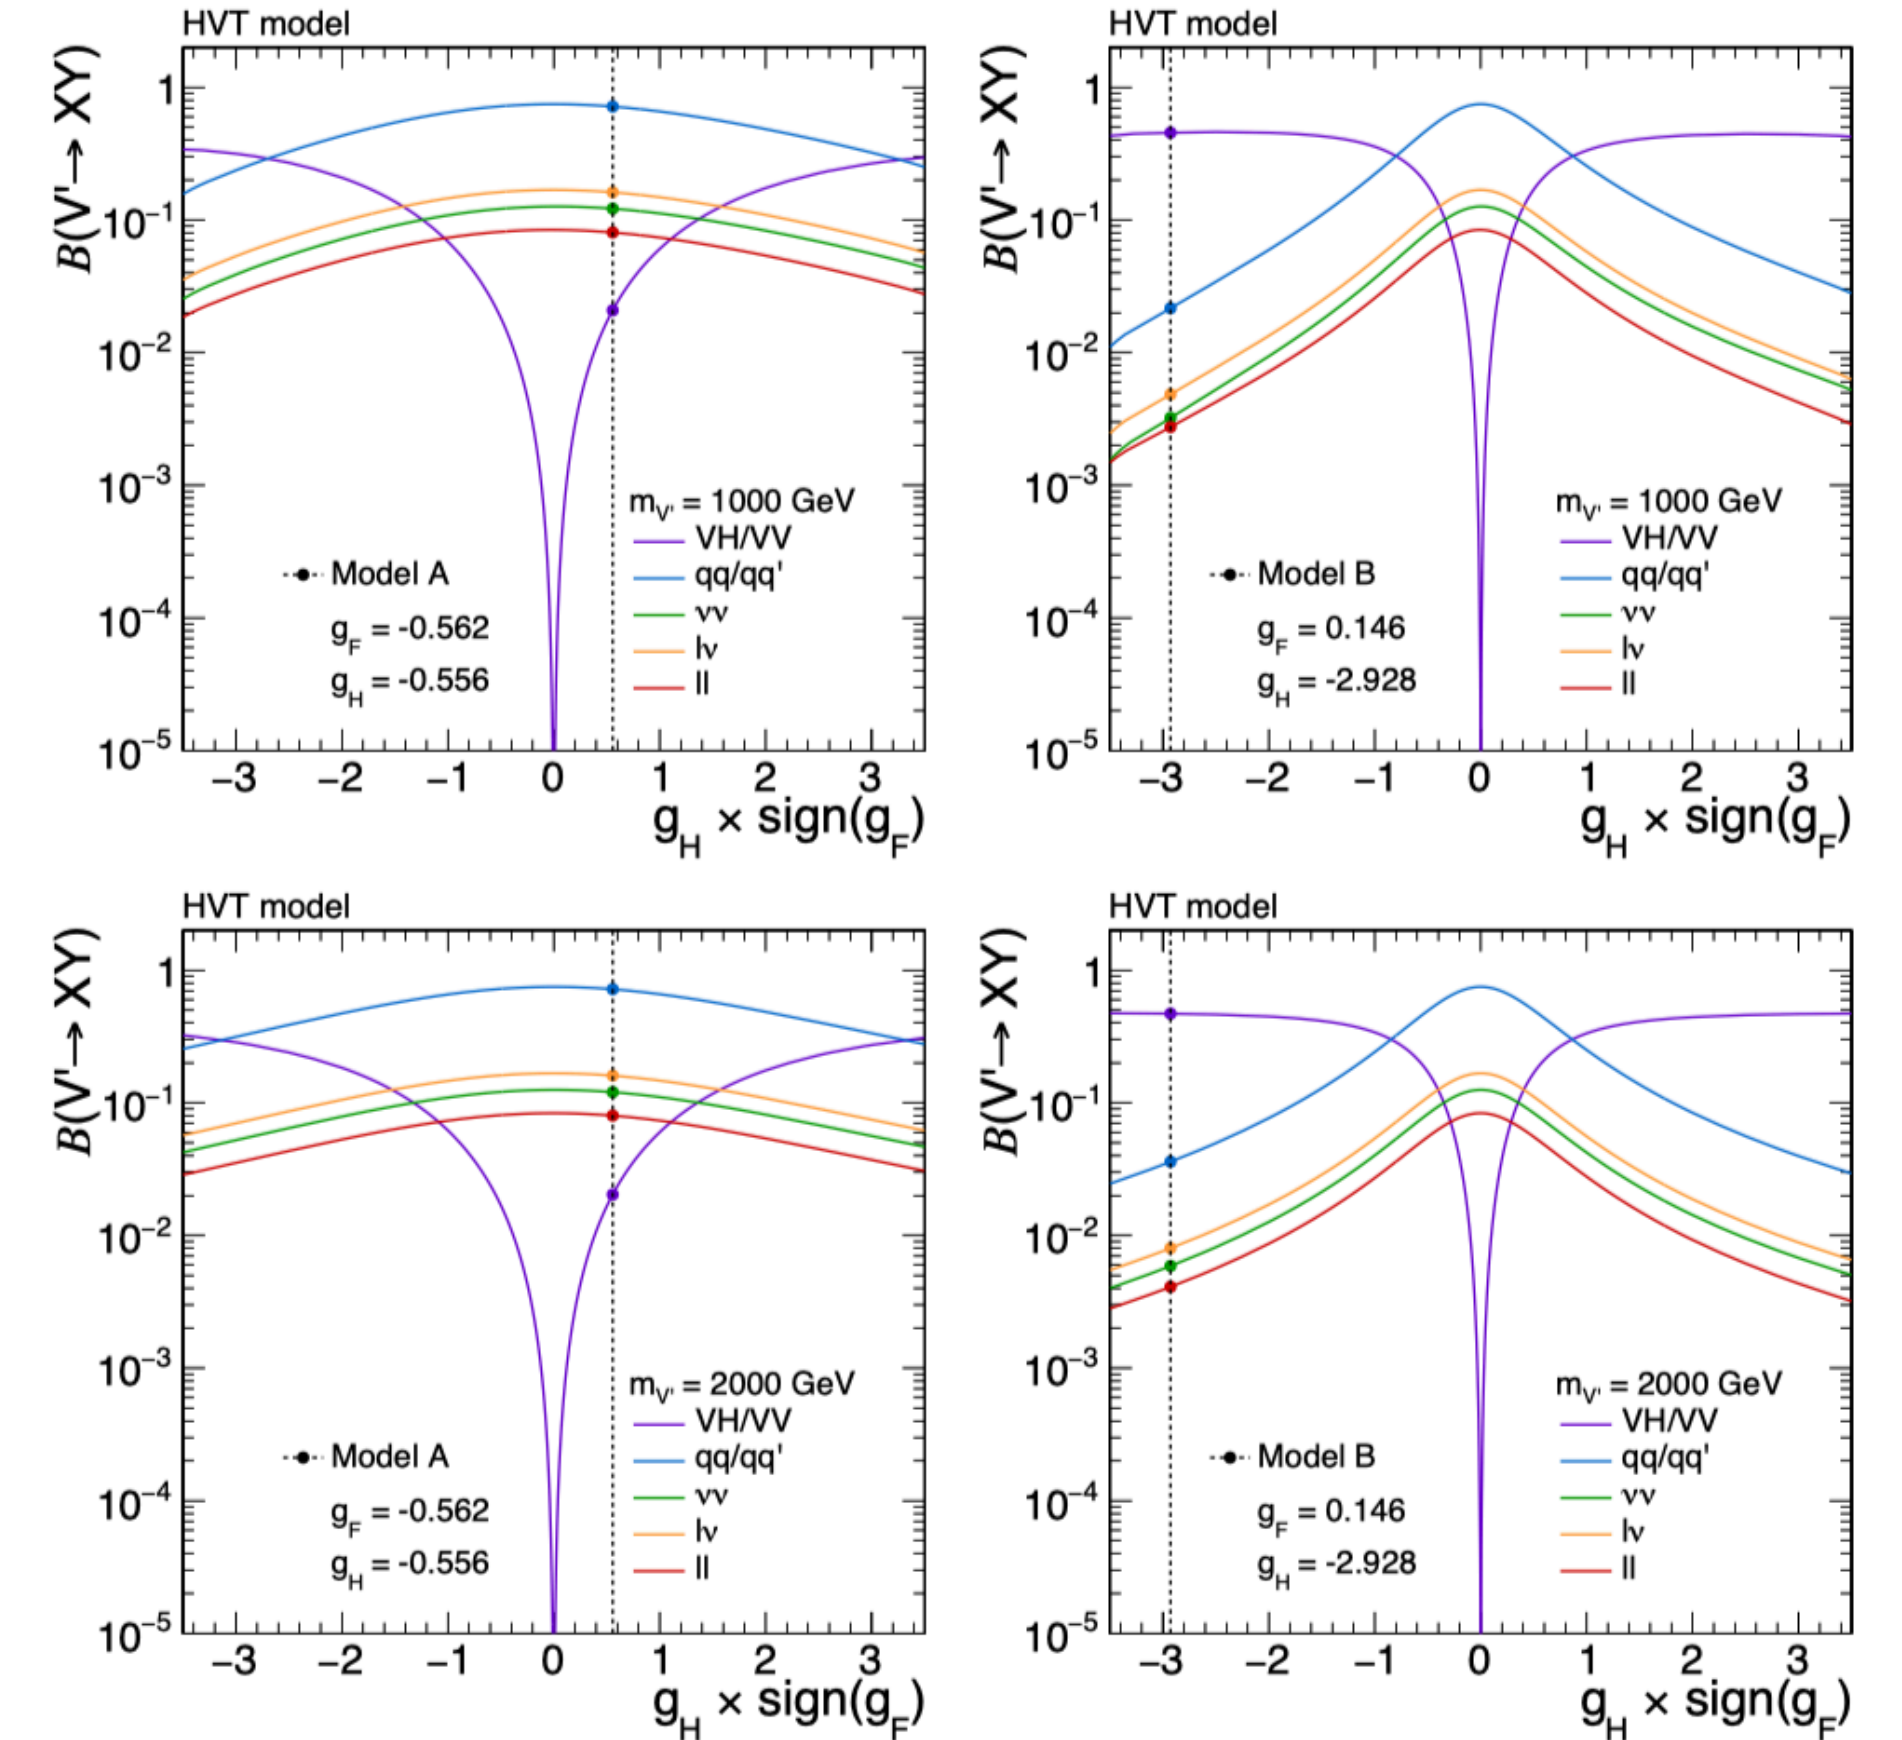 HVT model
B(V'→ XY)
1
10⁻¹
10⁻²
10⁻³
10⁻⁴
10⁻⁵
m_V' = 1000 GeV
VH/VV
qq/qq'
νν
lν
ll
Model A
g_F = -0.562
g_H = -0.556
−3 −2 −1 0 1 2 3
g_H × sign(g_F)
HVT model
B(V'→ XY)
1
10⁻¹
10⁻²
10⁻³
10⁻⁴
10⁻⁵
m_V' = 1000 GeV
VH/VV
qq/qq'
νν
lν
ll
Model B
g_F = 0.146
g_H = -2.928
−3 −2 −1 0 1 2 3
g_H × sign(g_F)
HVT model
B(V'→ XY)
1
10⁻¹
10⁻²
10⁻³
10⁻⁴
10⁻⁵
m_V' = 2000 GeV
VH/VV
qq/qq'
νν
lν
ll
Model A
g_F = -0.562
g_H = -0.556
−3 −2 −1 0 1 2 3
g_H × sign(g_F)
HVT model
B(V'→ XY)
1
10⁻¹
10⁻²
10⁻³
10⁻⁴
10⁻⁵
m_V' = 2000 GeV
VH/VV
qq/qq'
νν
lν
ll
Model B
g_F = 0.146
g_H = -2.928
−3 −2 −1 0 1 2 3
g_H × sign(g_F)